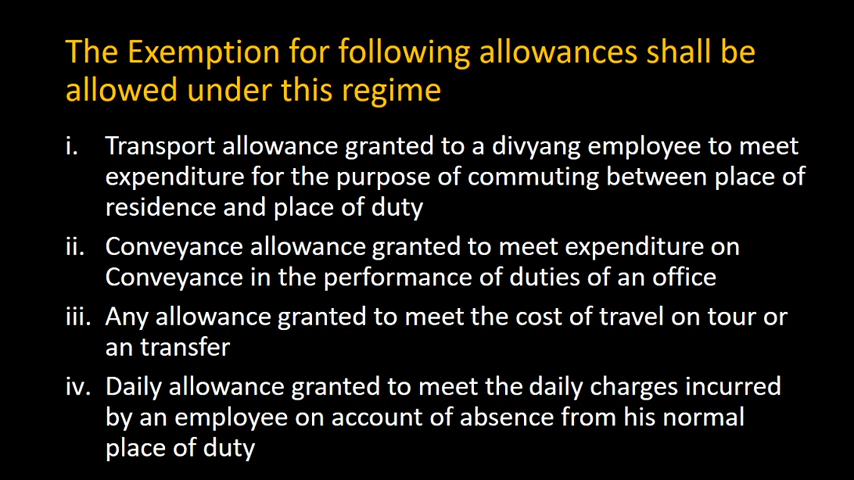 The Exemption for following allowances shall be
allowed under this regime
i. Transport allowance granted to a divyang employee to meet
expenditure for the purpose of commuting between place of
residence and place of duty
ii. Conveyance allowance granted to meet expenditure on
Conveyance in the performance of duties of an office
iii. Any allowance granted to meet the cost of travel on tour or
an transfer
iv. Daily allowance granted to meet the daily charges incurred
by an employee on account of absence from his normal
place of duty